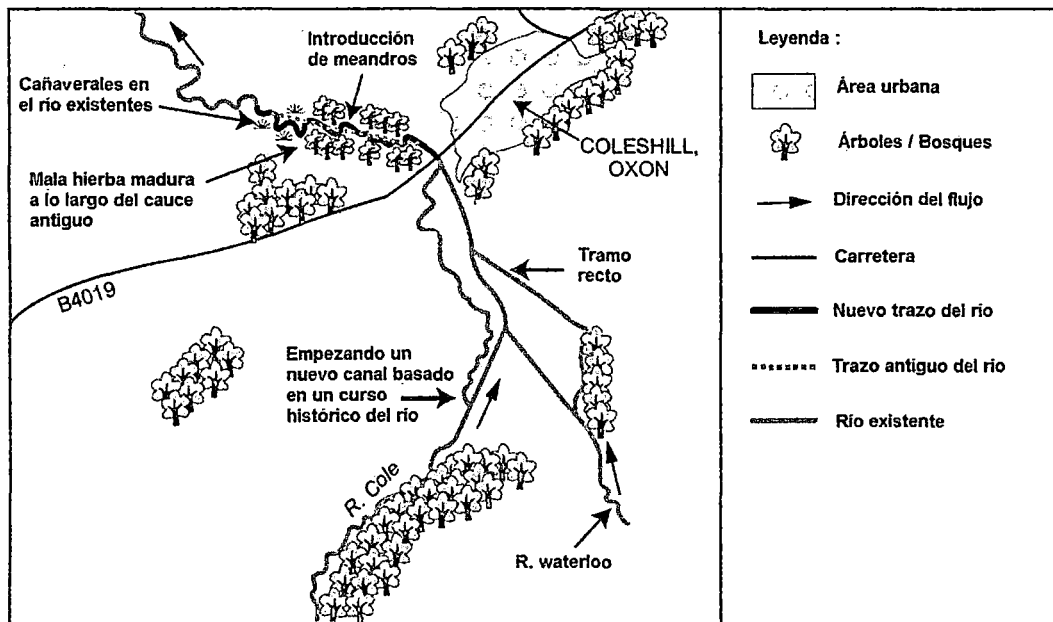 Introducción
de meandros
Cañaverales en
el río existentes
Mala hierba madura
a lo largo del cauce
antiguo
COLESHILL,
OXON
B4019
Tramo
recto
Empezando un
nuevo canal basado
en un curso
histórico del río
R. Cole
R. waterloo
Leyenda :
Área urbana
Árboles / Bosques
Dirección del flujo
Carretera
Nuevo trazo del río
Trazo antiguo del río
Río existente